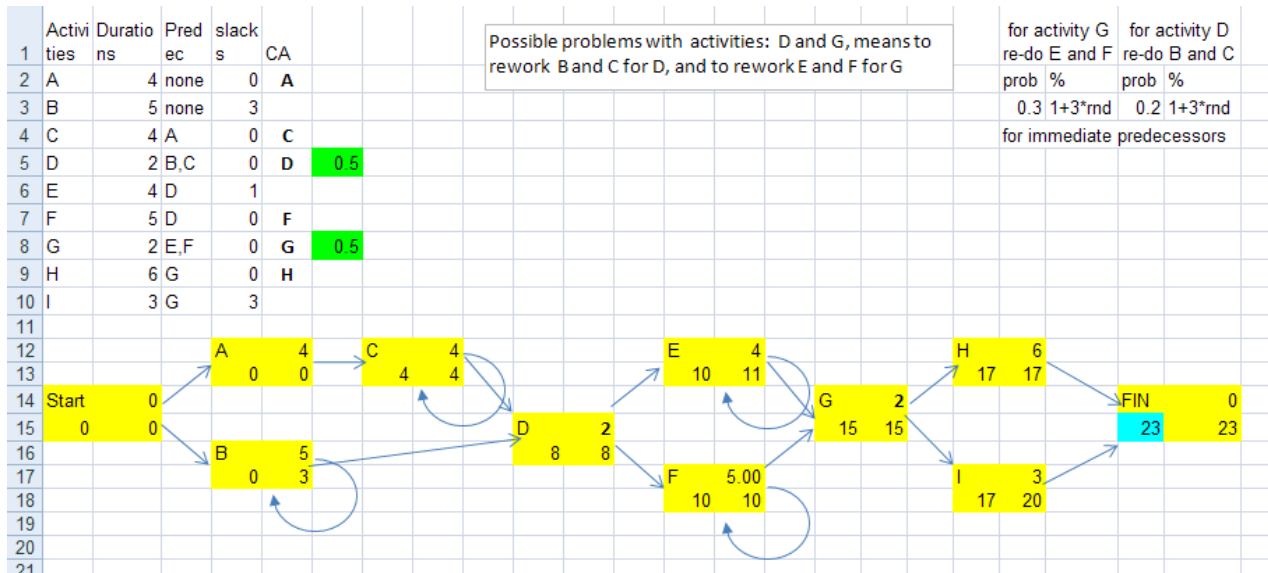 Activi Duratio Pred slack
1 ties ns ec s CA
Possible problems with activities: D and G, means to
rework B and C for D, and to rework E and F for G
for activity G for activity D
re-do E and F re-do B and C
2 A 4 none 0 A prob % prob %
3 B 5 none 3 0.3 1+3*rnd 0.2 1+3*rnd
4 C 4 A 0 C for immediate predecessors
5 D 2 B,C 0 D 0.5
6 E 4 D 1
7 F 5 D 0 F
8 G 2 E,F 0 G 0.5
9 H 6 G 0 H
10 I 3 G 3
11
12 A 4 C 4 E 4 H 6
13 0 0 4 4 10 11 17 17
14 Start 0 G 2 FIN 0
15 0 0 D 2 15 15 23 23
16 B 5 8 8
17 0 3 F 5.00 I 3
18 10 10 17 20
19
20
21